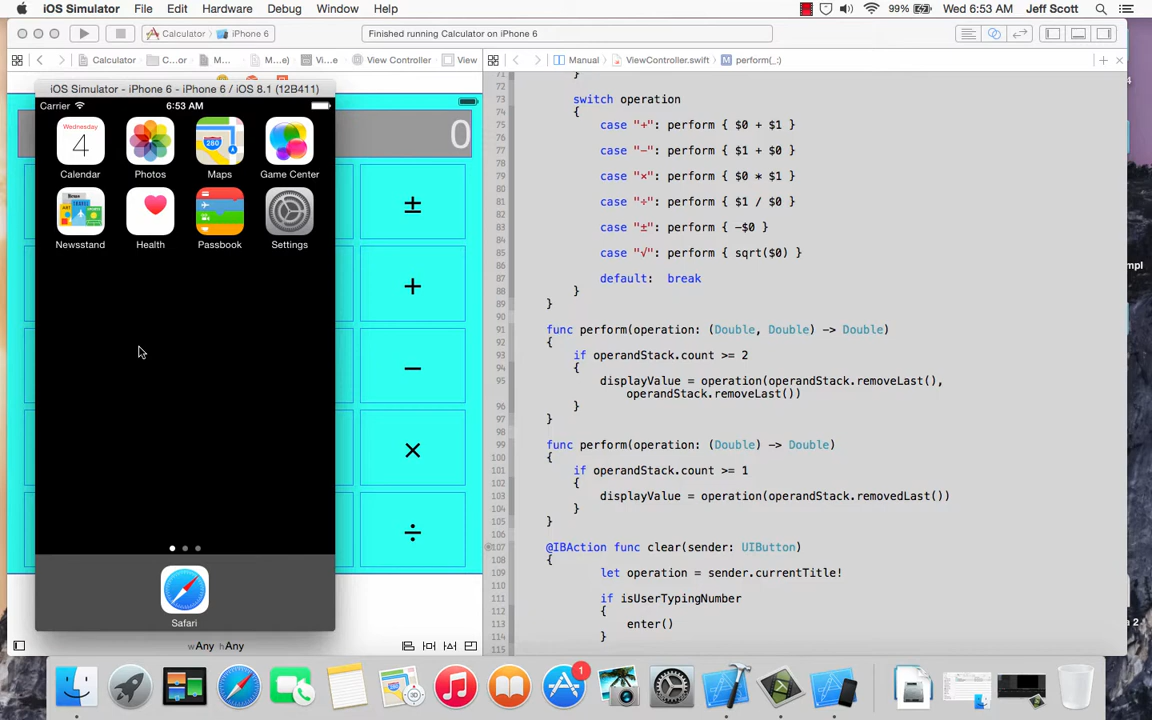 iOS Simulator File Edit Hardware Debug Window Help 99% Wed 6:53 AM Jeff Scott
Calculator iPhone 6 Finished running Calculator on iPhone 6
Calculator C...or M... M...e) Vi...e View Controller View Manual ViewController.swift perform(_:)
iOS Simulator - iPhone 6 - iPhone 6 / iOS 8.1 (12B411)
Carrier 6:53 AM
Wednesday
4
280
Calendar Photos Maps Game Center
Newsstand Health Passbook Settings
Safari
0
±
+
−
×
÷
wAny hAny
71 }
72
73 switch operation
74 {
75 case "+": perform { $0 + $1 }
76
77 case "−": perform { $1 + $0 }
78
79 case "×": perform { $0 * $1 }
80
81 case "÷": perform { $1 / $0 }
82
83 case "±": perform { -$0 }
84
85 case "√": perform { sqrt($0) }
86
87 default: break
88 }
89 }
90
91 func perform(operation: (Double, Double) -> Double)
92 {
93 if operandStack.count >= 2
94 {
95 displayValue = operation(operandStack.removeLast(),
operandStack.removeLast())
96 }
97 }
98
99 func perform(operation: (Double) -> Double)
100 {
101 if operandStack.count >= 1
102 {
103 displayValue = operation(operandStack.removedLast())
104 }
105 }
106
107 @IBAction func clear(sender: UIButton)
108 {
109 let operation = sender.currentTitle!
110
111 if isUserTypingNumber
112 {
113 enter()
114 }
115
mpl
4
a 2
1